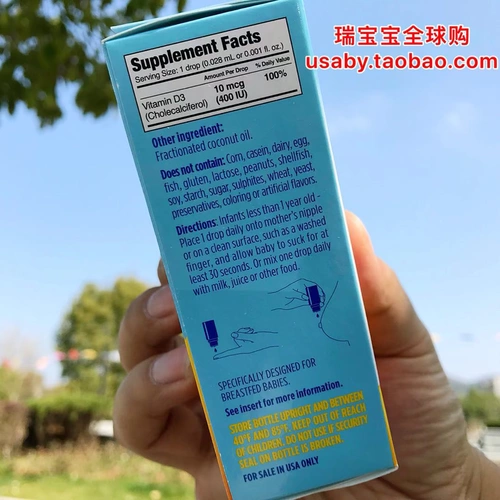 瑞宝宝全球购
usaby.taobao.com
Supplement Facts
Serving Size: 1 drop (0.028 mL or 0.001 fl. oz.)
Amount Per Drop % Daily Value
Vitamin D3 10 mcg 100%
(Cholecalciferol) (400 IU)
Other ingredient:
Fractionated coconut oil.
Does not contain: Corn, casein, dairy, egg,
fish, gluten, lactose, peanuts, shellfish,
soy, starch, sugar, sulphites, wheat, yeast,
preservatives, coloring or artificial flavors.
Directions: Infants less than 1 year old -
Place 1 drop daily onto mother's nipple
or on a clean surface, such as a washed
finger, and allow baby to suck for at
least 30 seconds. Or mix one drop daily
with milk, juice or other food.
SPECIFICALLY DESIGNED FOR
BREASTFED BABIES.
See insert for more information.
STORE BOTTLE UPRIGHT AND BETWEEN
40°F AND 85°F. KEEP OUT OF REACH
OF CHILDREN. DO NOT USE IF SECURITY
SEAL ON BOTTLE IS BROKEN.
FOR SALE IN USA ONLY